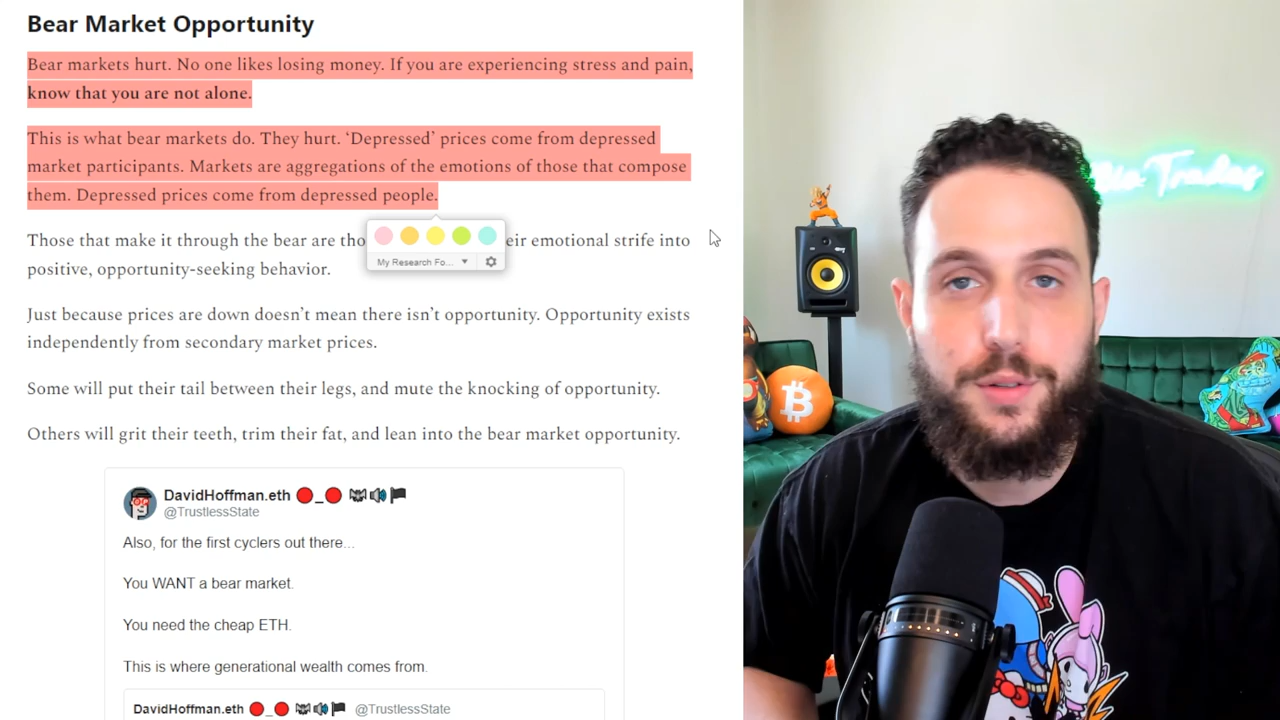 Bear Market Opportunity
Bear markets hurt. No one likes losing money. If you are experiencing stress and pain,
know that you are not alone.
This is what bear markets do. They hurt. ‘Depressed’ prices come from depressed
market participants. Markets are aggregations of the emotions of those that compose
them. Depressed prices come from depressed people.
Those that make it through the bear are tho eir emotional strife into
positive, opportunity-seeking behavior.
My Research Fo...
Just because prices are down doesn’t mean there isn’t opportunity. Opportunity exists
independently from secondary market prices.
Some will put their tail between their legs, and mute the knocking of opportunity.
Others will grit their teeth, trim their fat, and lean into the bear market opportunity.
DavidHoffman.eth 🔴_🔴 🦇🔊🏴
@TrustlessState
Also, for the first cyclers out there...
You WANT a bear market.
You need the cheap ETH.
This is where generational wealth comes from.
DavidHoffman.eth 🔴_🔴 🦇🔊🏴 @TrustlessState
Trades